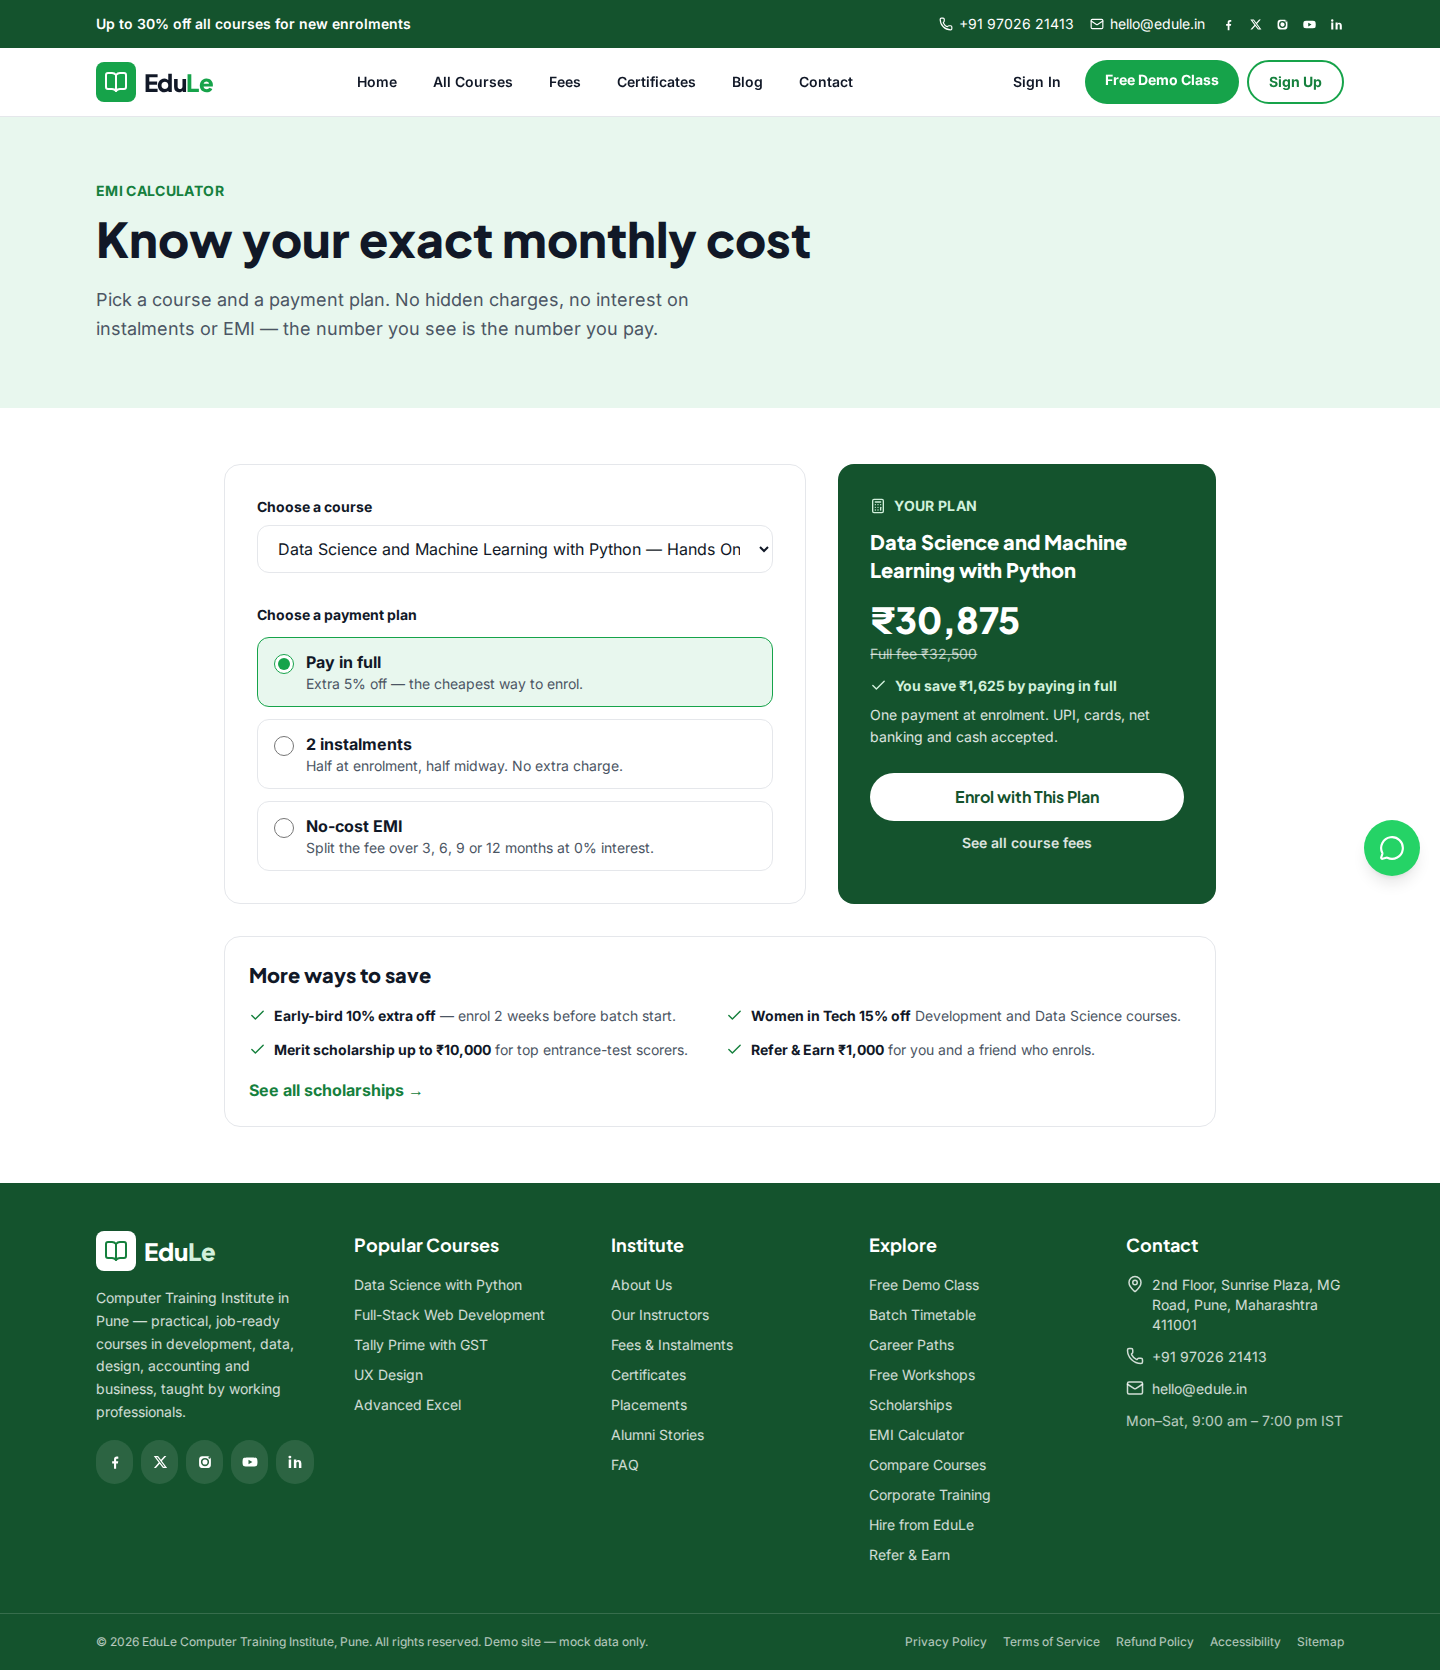 Up to 30% off all courses for new enrolments
+91 97026 21413
hello@edule.in
EduLe
Home
All Courses
Fees
Certificates
Blog
Contact
Sign In
Free Demo Class
Sign Up
EMI CALCULATOR
Know your exact monthly cost
Pick a course and a payment plan. No hidden charges, no interest on
instalments or EMI — the number you see is the number you pay.
Choose a course
Data Science and Machine Learning with Python — Hands On
Choose a payment plan
Pay in full
Extra 5% off — the cheapest way to enrol.
2 instalments
Half at enrolment, half midway. No extra charge.
No-cost EMI
Split the fee over 3, 6, 9 or 12 months at 0% interest.
YOUR PLAN
Data Science and Machine
Learning with Python
₹30,875
Full fee ₹32,500
You save ₹1,625 by paying in full
One payment at enrolment. UPI, cards, net
banking and cash accepted.
Enrol with This Plan
See all course fees
More ways to save
Early-bird 10% extra off — enrol 2 weeks before batch start.
Women in Tech 15% off Development and Data Science courses.
Merit scholarship up to ₹10,000 for top entrance-test scorers.
Refer & Earn ₹1,000 for you and a friend who enrols.
See all scholarships →
EduLe
Computer Training Institute in
Pune — practical, job-ready
courses in development, data,
design, accounting and
business, taught by working
professionals.
Popular Courses
Data Science with Python
Full-Stack Web Development
Tally Prime with GST
UX Design
Advanced Excel
Institute
About Us
Our Instructors
Fees & Instalments
Certificates
Placements
Alumni Stories
FAQ
Explore
Free Demo Class
Batch Timetable
Career Paths
Free Workshops
Scholarships
EMI Calculator
Compare Courses
Corporate Training
Hire from EduLe
Refer & Earn
Contact
2nd Floor, Sunrise Plaza, MG
Road, Pune, Maharashtra
411001
+91 97026 21413
hello@edule.in
Mon–Sat, 9:00 am – 7:00 pm IST
© 2026 EduLe Computer Training Institute, Pune. All rights reserved. Demo site — mock data only.
Privacy Policy
Terms of Service
Refund Policy
Accessibility
Sitemap